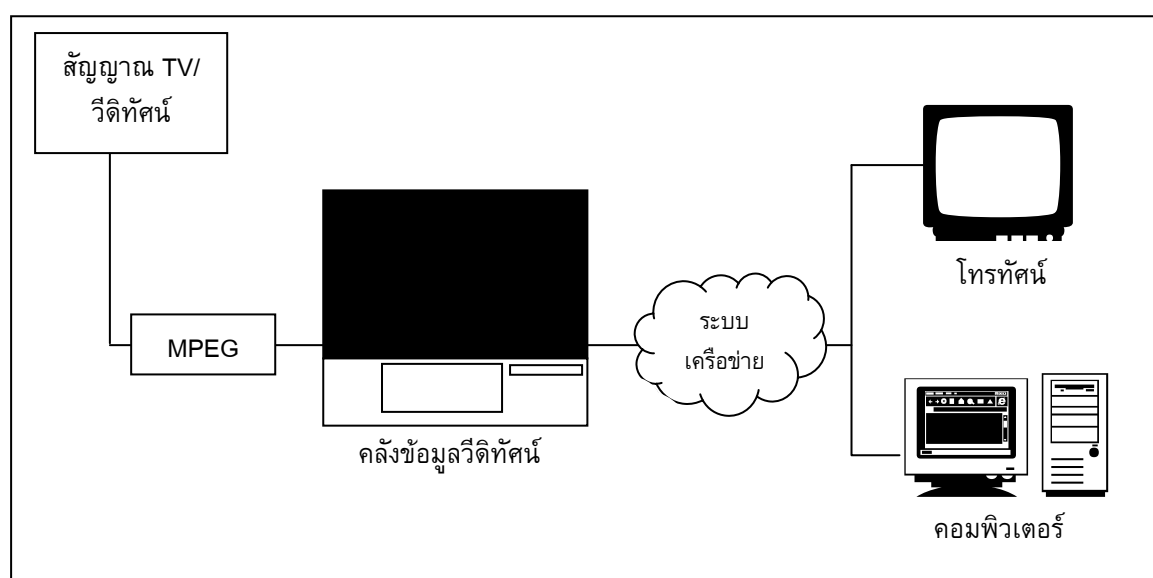 สัญญาณ TV/
วีดิทัศน์
MPEG
คลังข้อมูลวีดิทัศน์
ระบบ
เครือข่าย
โทรทัศน์
คอมพิวเตอร์